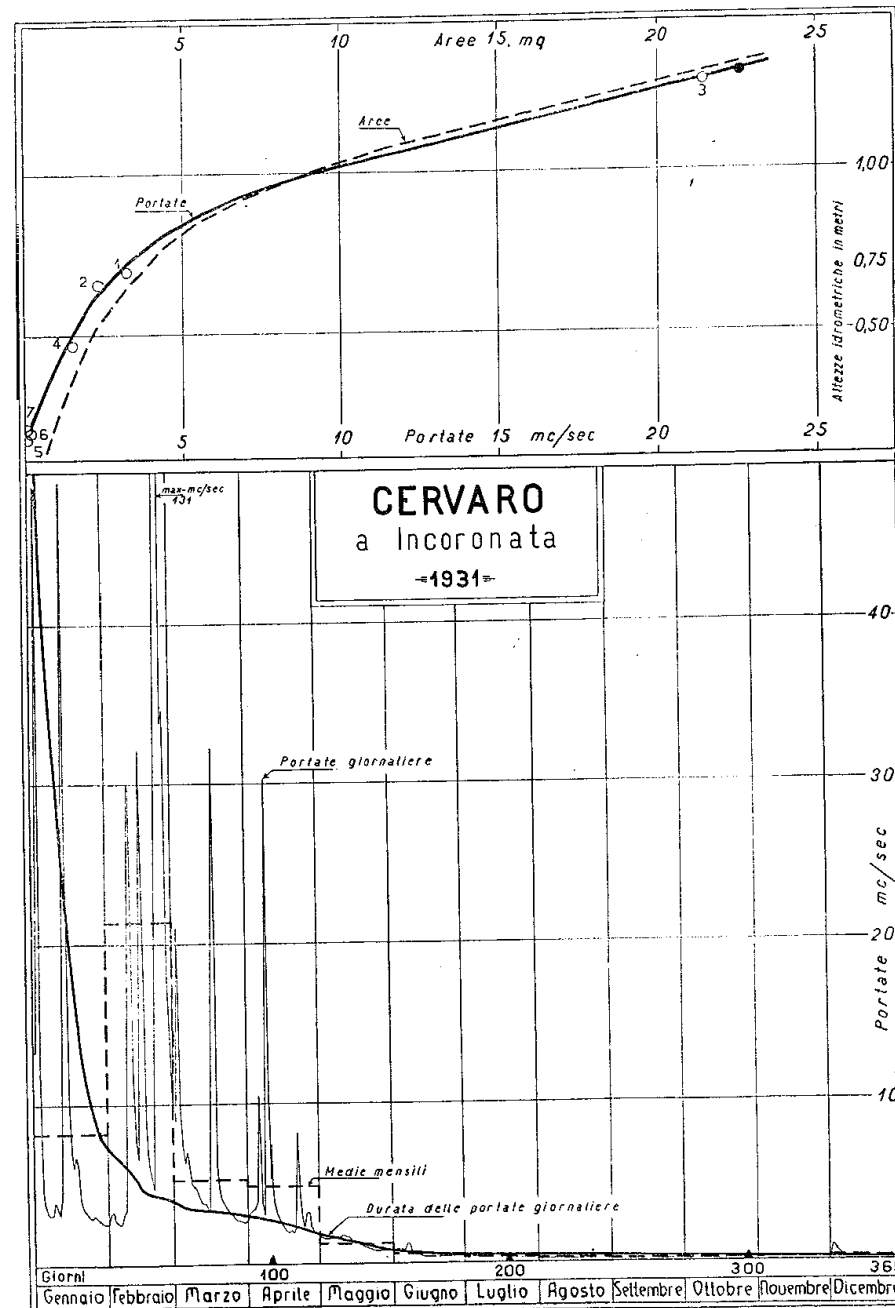 5 10 20 25
Aree 15, mq
Aree
3
1,00
Portate
Altezze idrometriche in metri
1
2
0,75
4
0,50
7
6
5
5 10 20 25
Portate 15 mc/sec
max-mc/sec
131
CERVARO
a Incoronata
1931
40
Portate giornaliere
30
Portate mc/sec
20
10
Medie mensili
Durata delle portate giornaliere
Giorni 100 200 300 36
Gennaio Febbraio Marzo Aprile Maggio Giugno Luglio Agosto Settembre Ottobre Novembre Dicembre